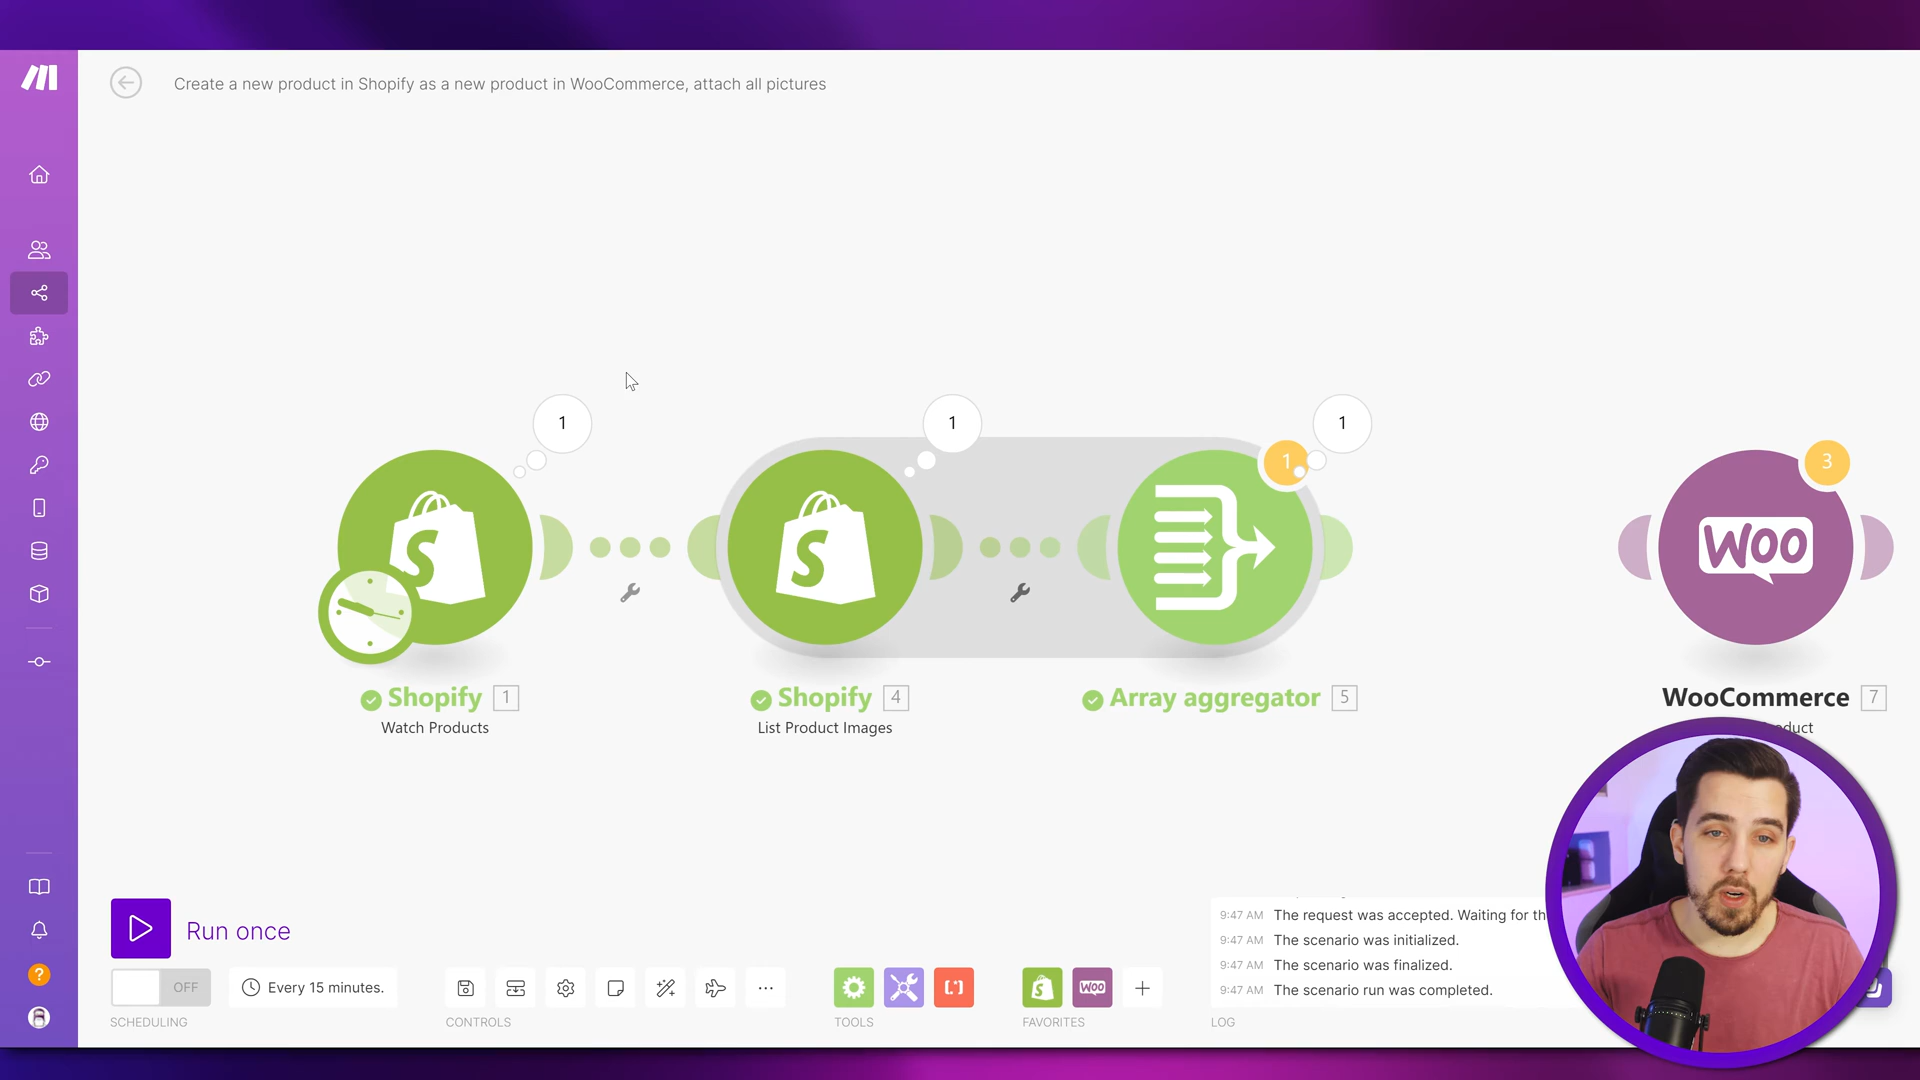 Create a new product in Shopify as a new product in WooCommerce, attach all pictures
1
1
1
1
3
S
S
WOO
Shopify 1
Watch Products
Shopify 4
List Product Images
Array aggregator 5
WooCommerce 7
duct
Run once
OFF
Every 15 minutes.
SCHEDULING
CONTROLS
TOOLS
WOO
FAVORITES
9:47 AM The request was accepted. Waiting for th
9:47 AM The scenario was initialized.
9:47 AM The scenario was finalized.
9:47 AM The scenario run was completed.
LOG
?